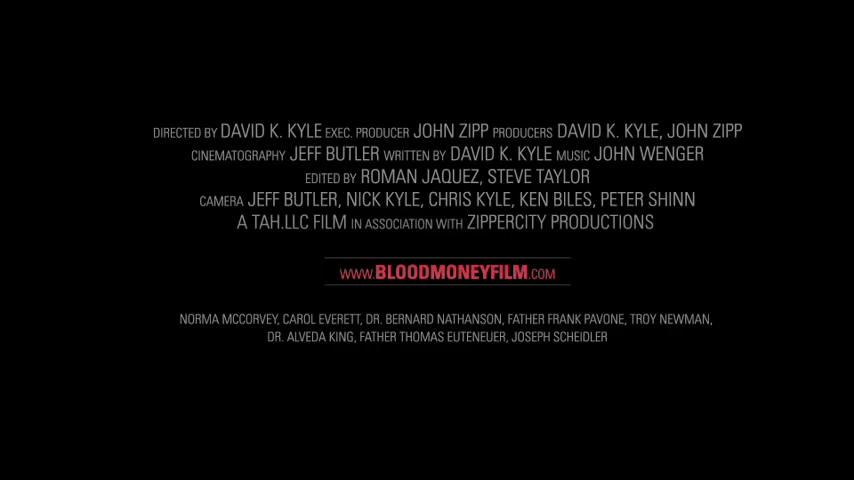 DIRECTED BY DAVID K. KYLE EXEC. PRODUCER JOHN ZIPP PRODUCERS DAVID K. KYLE, JOHN ZIPP
CINEMATOGRAPHY JEFF BUTLER WRITTEN BY DAVID K. KYLE MUSIC JOHN WENGER
EDITED BY ROMAN JAQUEZ, STEVE TAYLOR
CAMERA JEFF BUTLER, NICK KYLE, CHRIS KYLE, KEN BILES, PETER SHINN
A TAH.LLC FILM IN ASSOCIATION WITH ZIPPERCITY PRODUCTIONS
WWW.BLOODMONEYFILM.COM
NORMA MCCORVEY, CAROL EVERETT, DR. BERNARD NATHANSON, FATHER FRANK PAVONE, TROY NEWMAN,
DR. ALVEDA KING, FATHER THOMAS EUTENEUER, JOSEPH SCHEIDLER